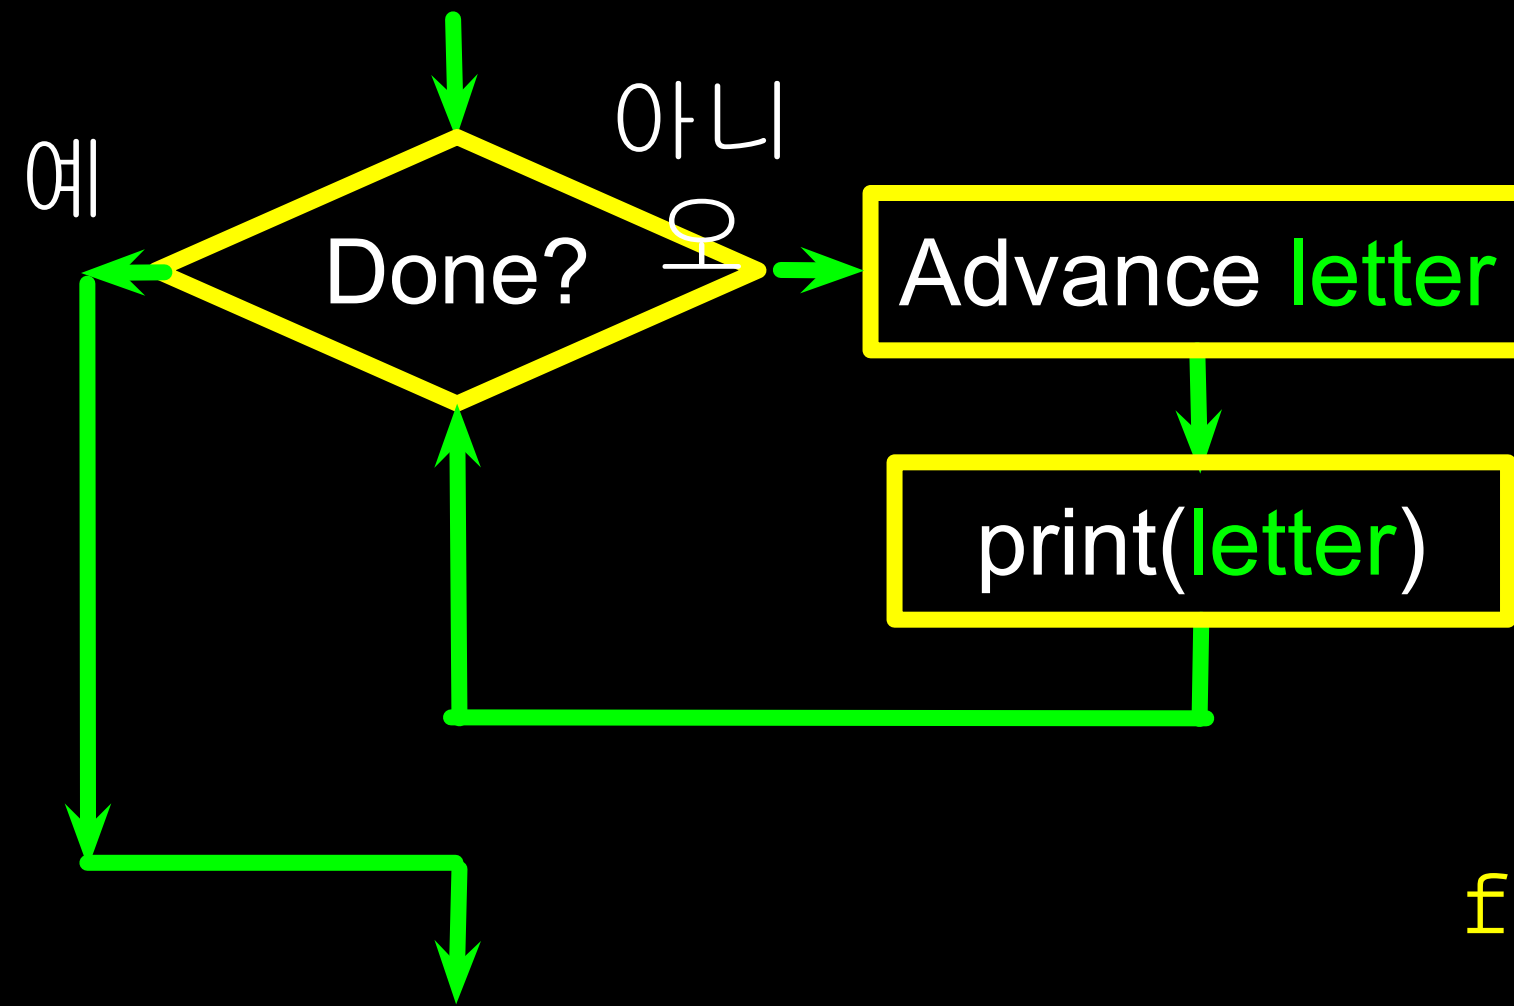 예
아니
오
Done?
Advance letter
print(letter)
f